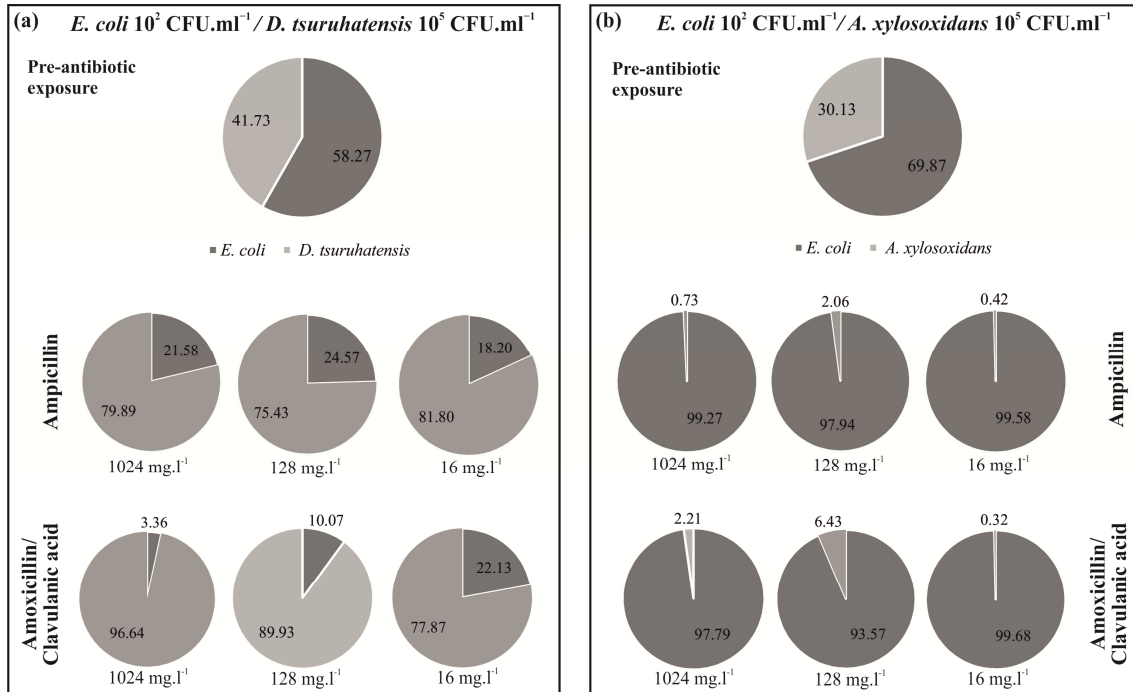 (a) E. coli 10² CFU.ml⁻¹ / D. tsuruhatensis 10⁵ CFU.ml⁻¹
Pre-antibiotic
exposure
41.73
58.27
E. coli D. tsuruhatensis
Ampicillin
21.58
79.89
24.57
75.43
18.20
81.80
1024 mg.l⁻¹ 128 mg.l⁻¹ 16 mg.l⁻¹
Amoxicillin/
Clavulanic acid
3.36
96.64
10.07
89.93
22.13
77.87
1024 mg.l⁻¹ 128 mg.l⁻¹ 16 mg.l⁻¹
(b) E. coli 10² CFU.ml⁻¹ / A. xylosoxidans 10⁵ CFU.ml⁻¹
Pre-antibiotic
exposure
30.13
69.87
E. coli A. xylosoxidans
0.73
99.27
2.06
97.94
0.42
99.58
Ampicillin
1024 mg.l⁻¹ 128 mg.l⁻¹ 16 mg.l⁻¹
2.21
97.79
6.43
93.57
0.32
99.68
Amoxicillin/
Clavulanic acid
1024 mg.l⁻¹ 128 mg.l⁻¹ 16 mg.l⁻¹